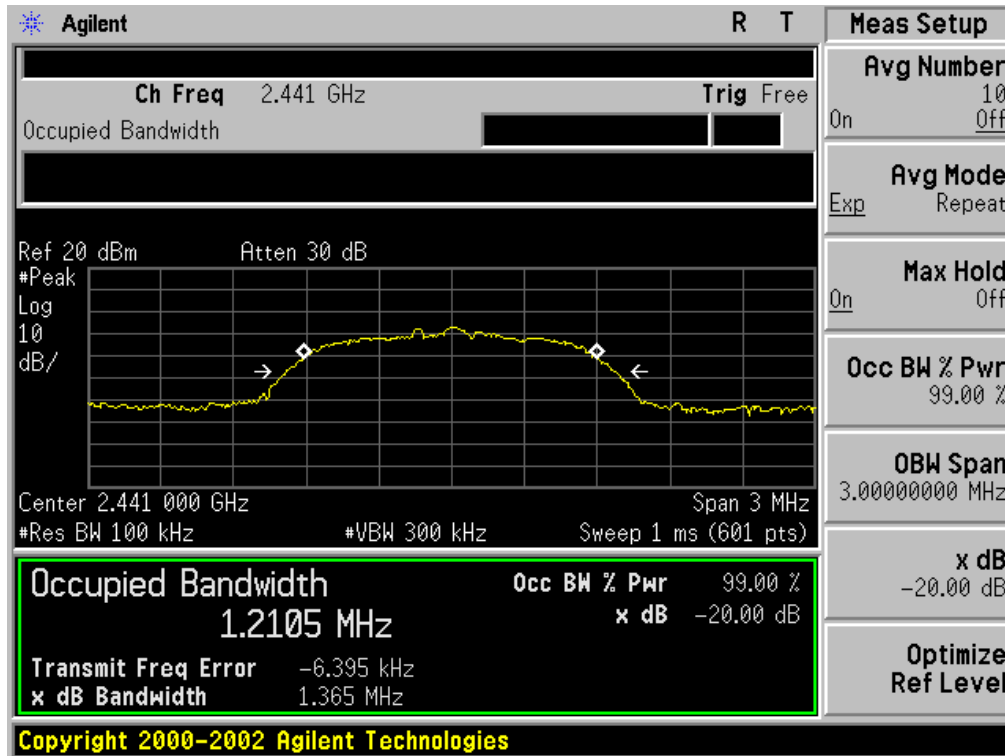 Agilent R T
Ch Freq 2.441 GHz Trig Free
Occupied Bandwidth
Ref 20 dBm Atten 30 dB
#Peak
Log
10
dB/
Center 2.441 000 GHz Span 3 MHz
#Res BW 100 kHz #VBW 300 kHz Sweep 1 ms (601 pts)
Occupied Bandwidth Occ BW % Pwr 99.00 %
1.2105 MHz x dB -20.00 dB
Transmit Freq Error -6.395 kHz
x dB Bandwidth 1.365 MHz
Copyright 2000-2002 Agilent Technologies
Meas Setup
Avg Number
10
On Off
Avg Mode
Exp Repeat
Max Hold
On Off
Occ BW % Pwr
99.00 %
OBW Span
3.00000000 MHz
x dB
-20.00 dB
Optimize
Ref Level